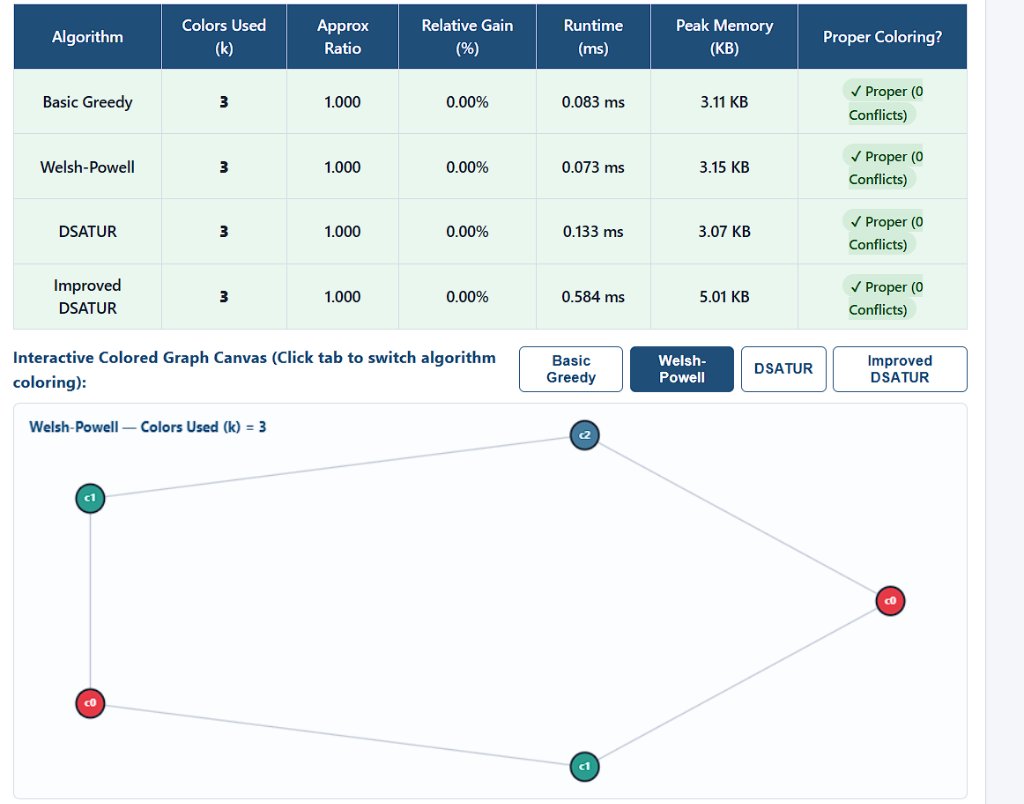 Algorithm
Colors Used
(k)
Approx
Ratio
Relative Gain
(%)
Runtime
(ms)
Peak Memory
(KB)
Proper Coloring?
Basic Greedy
3
1.000
0.00%
0.083 ms
3.11 KB
✓ Proper (0
Conflicts)
Welsh-Powell
3
1.000
0.00%
0.073 ms
3.15 KB
✓ Proper (0
Conflicts)
DSATUR
3
1.000
0.00%
0.133 ms
3.07 KB
✓ Proper (0
Conflicts)
Improved
DSATUR
3
1.000
0.00%
0.584 ms
5.01 KB
✓ Proper (0
Conflicts)
Interactive Colored Graph Canvas (Click tab to switch algorithm
coloring):
Basic
Greedy
Welsh-
Powell
DSATUR
Improved
DSATUR
Welsh-Powell — Colors Used (k) = 3
c2
c1
c0
c0
c1